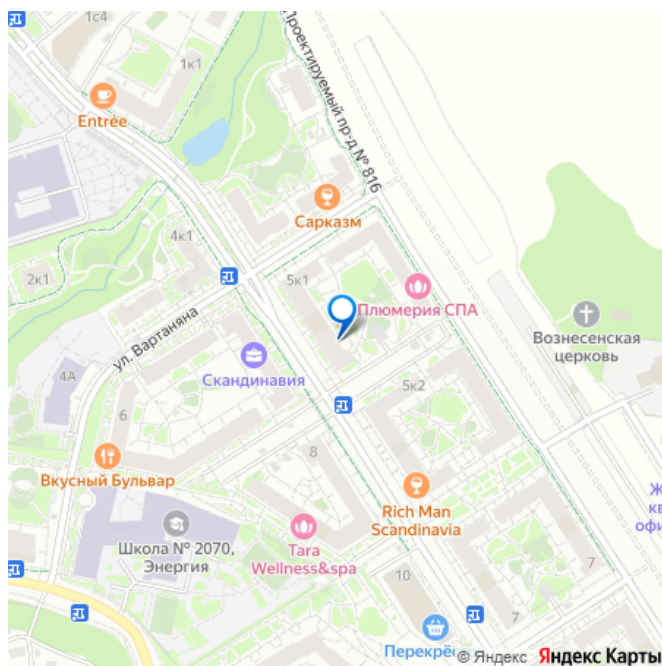 1с4
1к1
Entrée
Проектируемый пр-д № 816
Сарказм
4к1
2к1
5к1
Плюмерия СПА
Вознесенская
церковь
ул. Вартаняна
Скандинавия
4А
6
5к2
Вкусный Бульвар
8
Rich Man
Scandinavia
Школа № 2070,
Энергия
Tara
Wellness&spa
7
10
7
Перекрё
© Яндекс Яндекс Карты